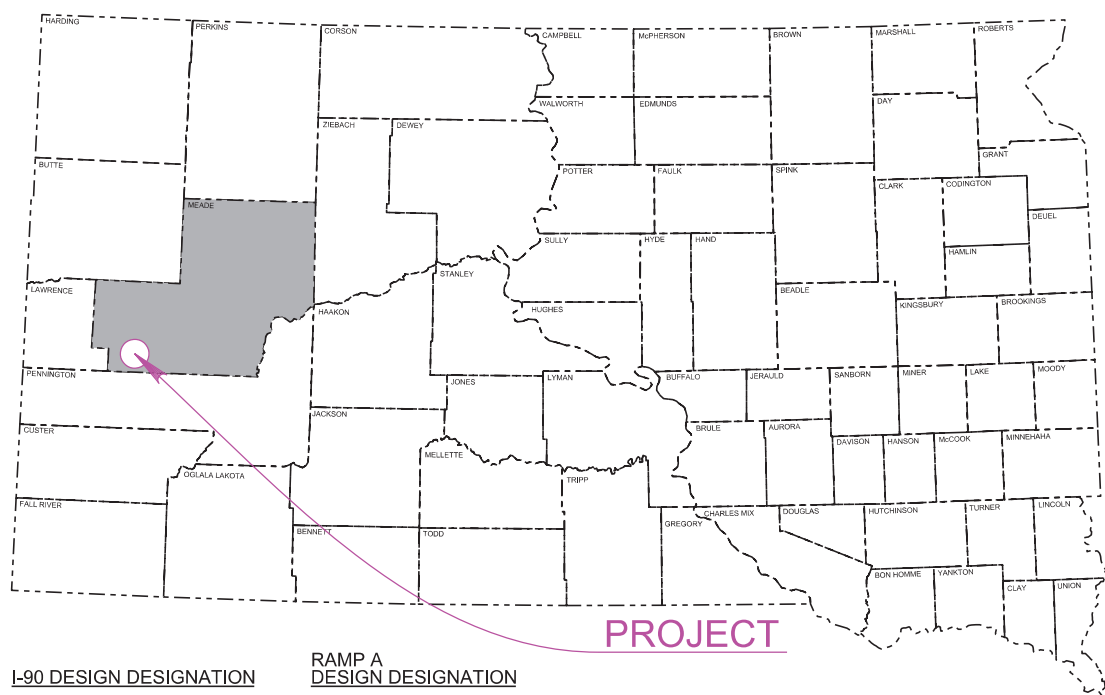 HARDING
PERKINS
CORSON
CAMPBELL
McPHERSON
BROWN
MARSHALL
ROBERTS
WALWORTH
EDMUNDS
DAY
ZIEBACH
DEWEY
BUTTE
POTTER
FAULK
SPINK
GRANT
CLARK
CODINGTON
MEADE
DEUEL
SULLY
HYDE
HAND
HAMLIN
STANLEY
LAWRENCE
HAAKON
HUGHES
BEADLE
KINGSBURY
BROOKINGS
PENNINGTON
JONES
LYMAN
BUFFALO
JERAULD
SANBORN
MINER
LAKE
MOODY
JACKSON
CUSTER
MELLETTE
BRULE
AURORA
DAVISON
HANSON
McCOOK
MINNEHAHA
OGLALA LAKOTA
TRIPP
FALL RIVER
BENNETT
TODD
GREGORY
CHARLES MIX
DOUGLAS
HUTCHINSON
TURNER
LINCOLN
BON HOMME
YANKTON
CLAY
UNION
PROJECT
I-90 DESIGN DESIGNATION
RAMP A
DESIGN DESIGNATION